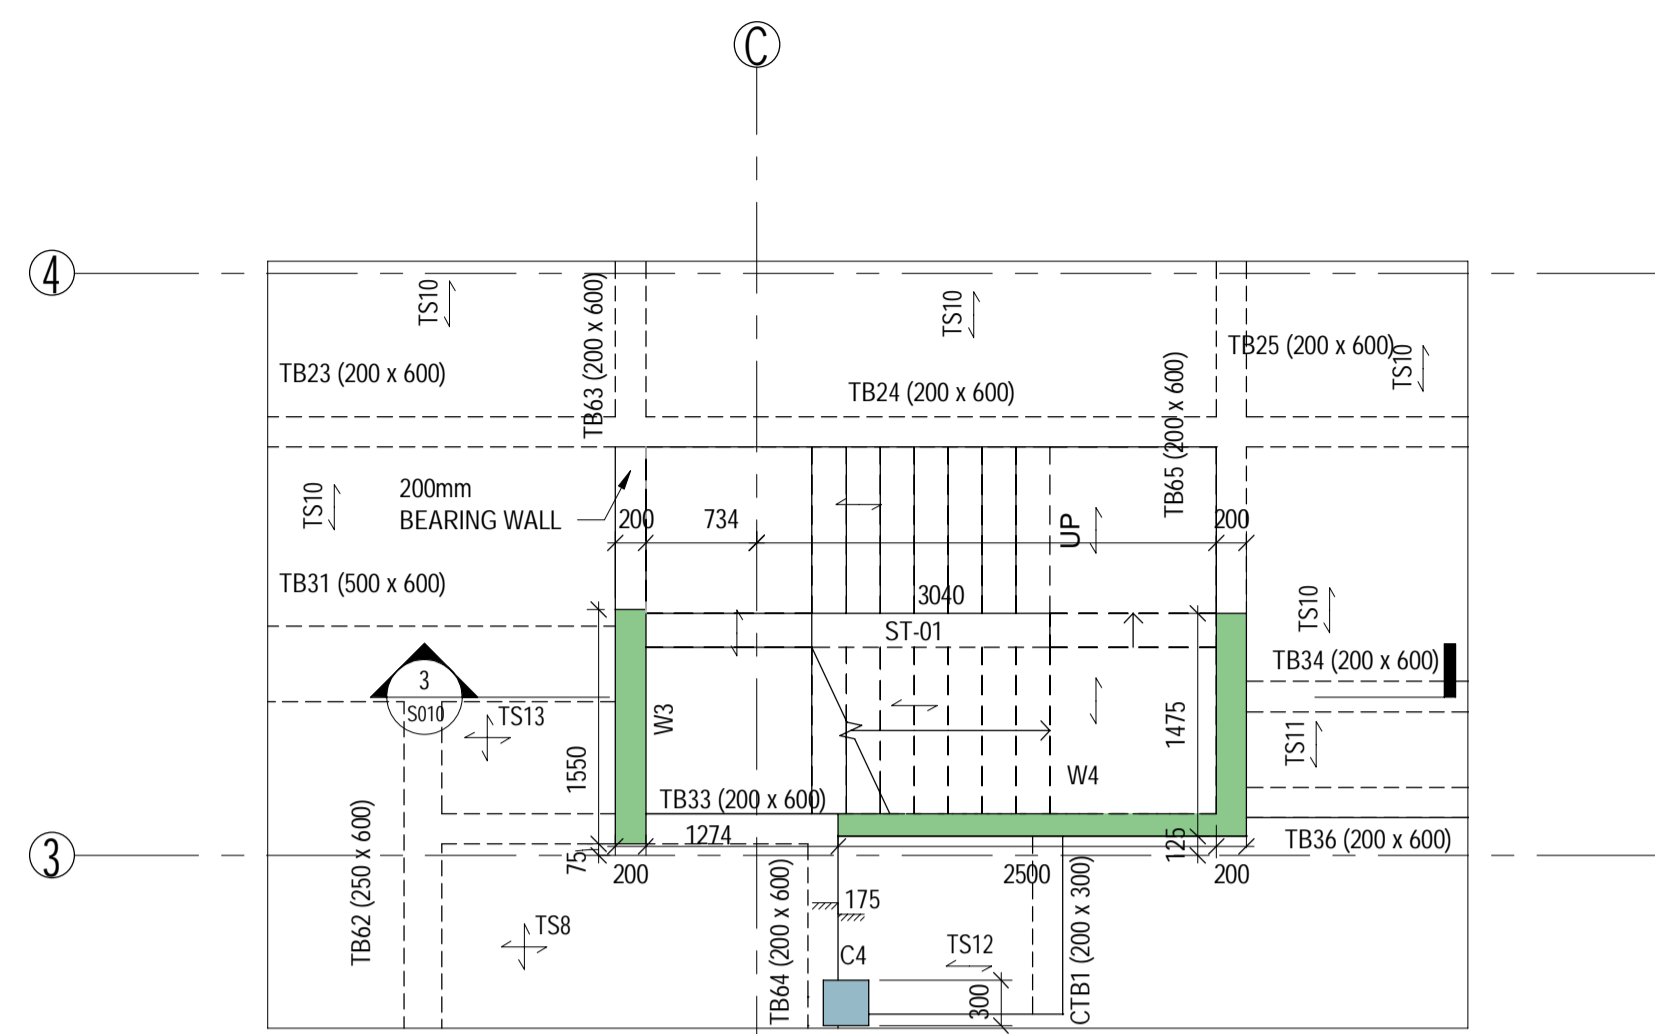 C
4
TS10
TB63 (200 x 600)
TS10
TB25 (200 x 600)
TS10
TB23 (200 x 600)
TB24 (200 x 600)
TB65 (200 x 600)
TS10
200mm
BEARING WALL
200
734
UP
200
TB31 (500 x 600)
3040
TS10
ST-01
TB34 (200 x 600)
3
S010
TS13
W3
1475
TS11
1550
W4
TB33 (200 x 600)
1274
125
TB36 (200 x 600)
3
75
200
2500
200
TB62 (250 x 600)
TS8
TB64 (200 x 600)
175
C4
TS12
300
CTB1 (200 x 300)